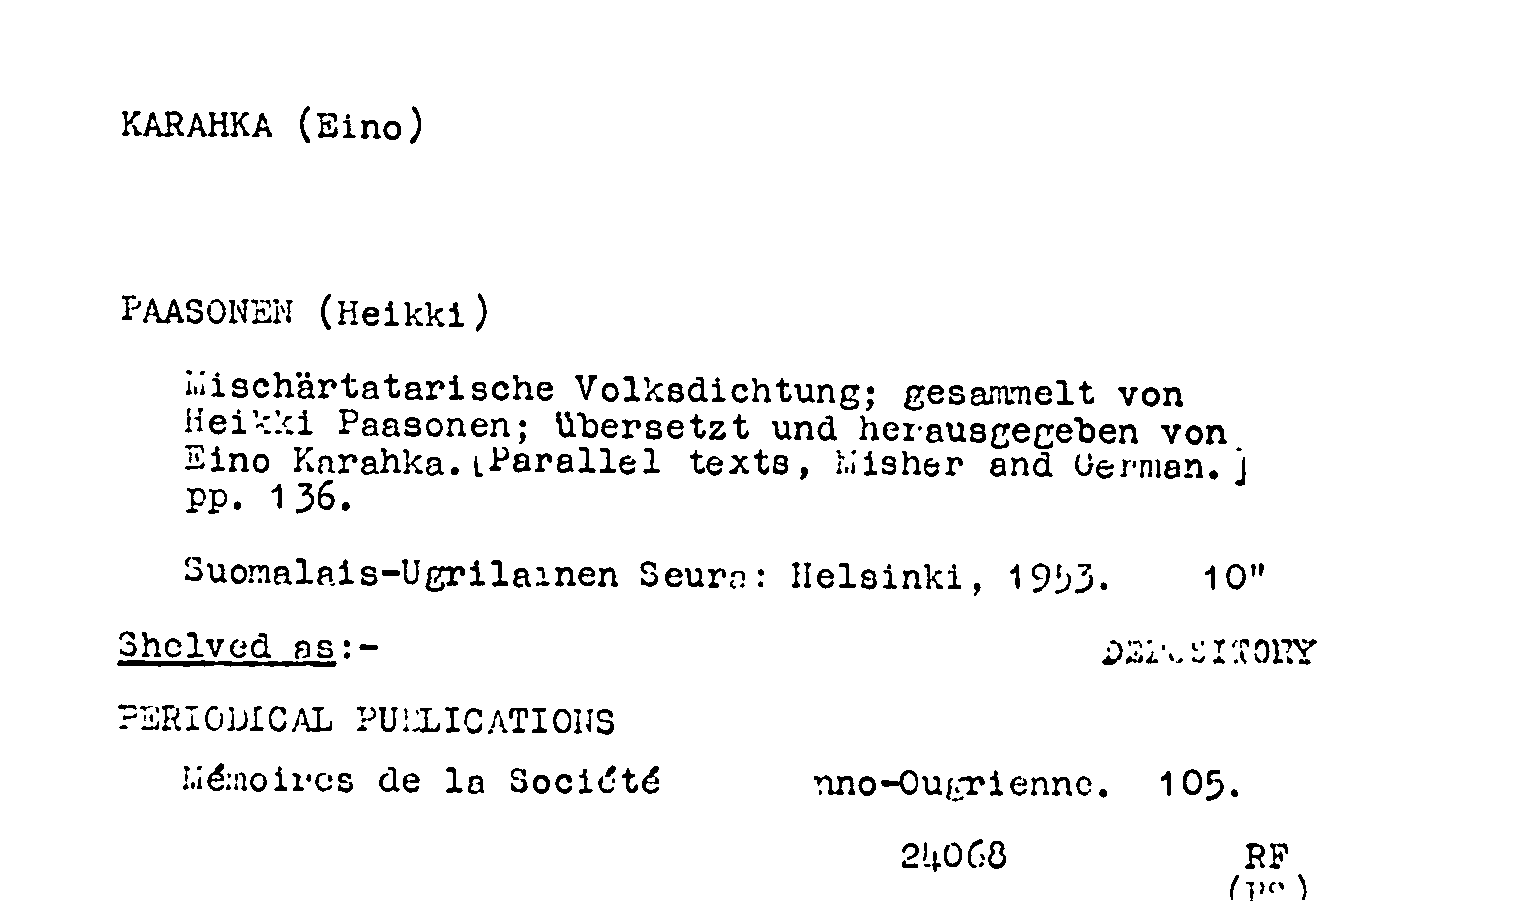 KARAHKA (Eino)
PAASONEN (Heikki)
Mischärtatarische Volksdichtung; gesammelt von
Heikki Paasonen; übersetzt und herausgegeben von
Eino Karahka. [Parallel texts, Misher and German.]
pp. 136.
Suomalais-Ugrilainen Seura: Helsinki, 1953. 10"
Shelved as:- DEPOSITORY
PERIODICAL PUBLICATIONS
Mémoires de la Société nno-Ougrienne. 105.
24068 RF